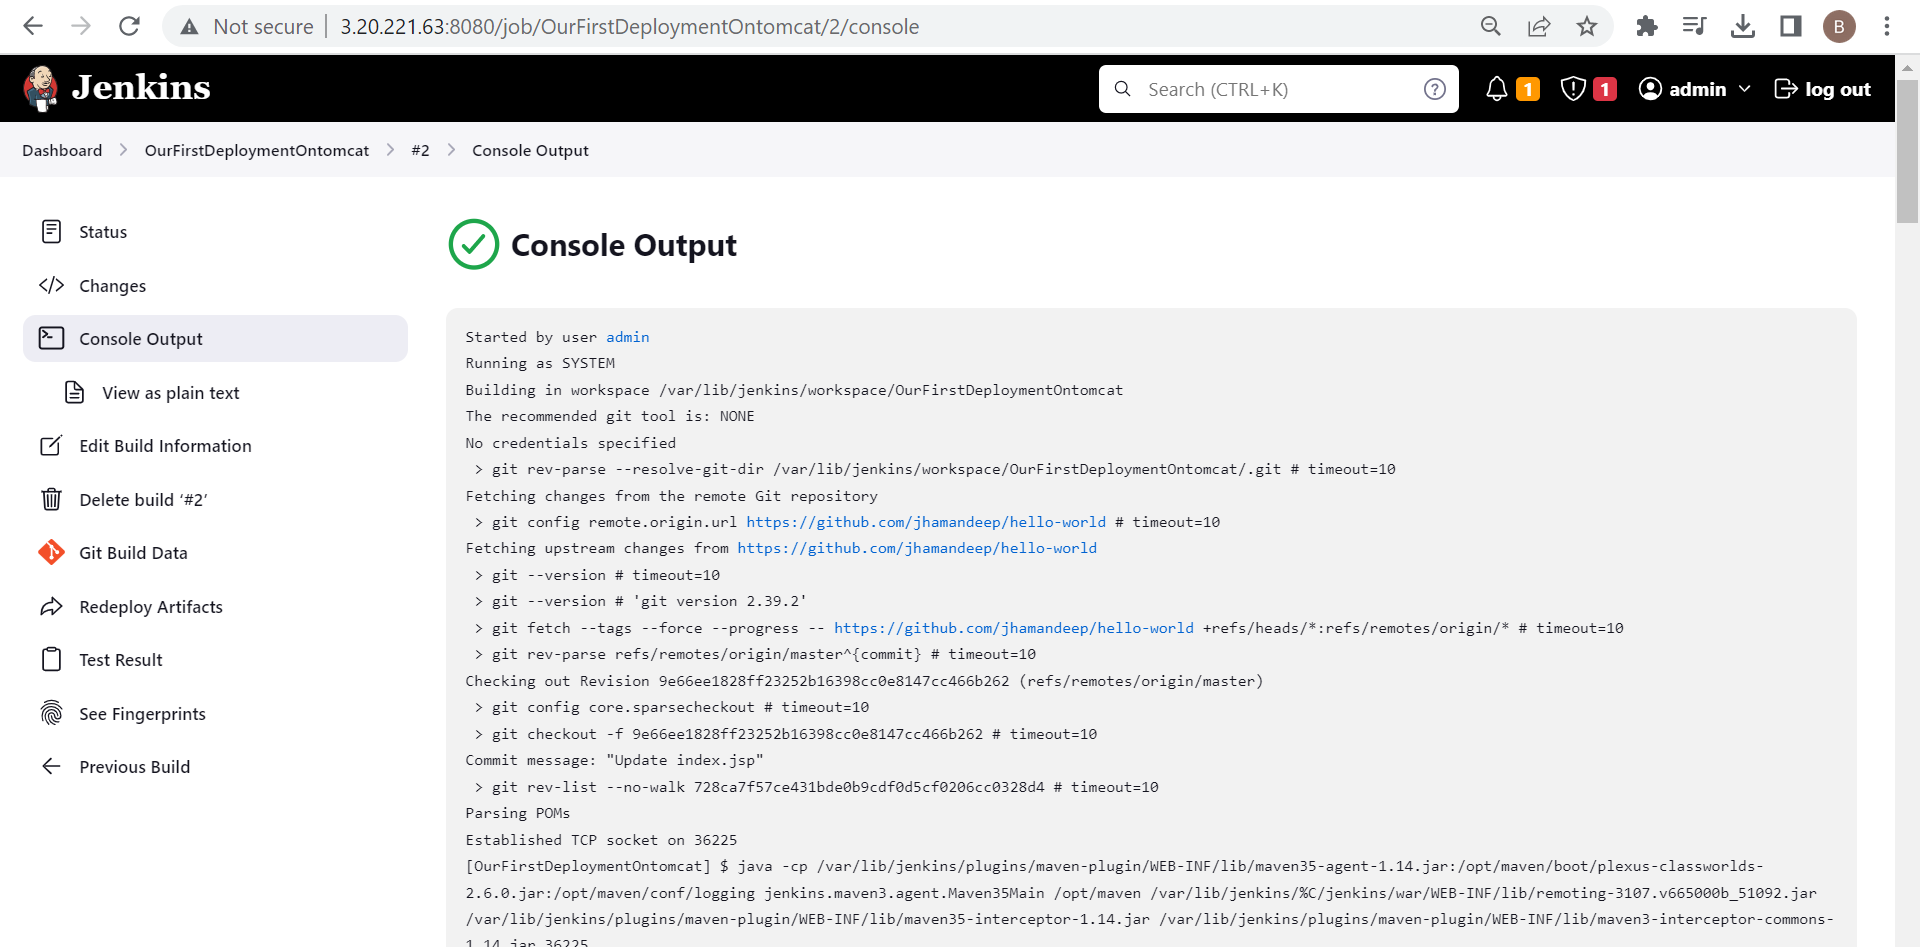 Not secure | 3.20.221.63:8080/job/OurFirstDeploymentOntomcat/2/console
B
Jenkins
Search (CTRL+K)
?
1
1
admin
log out
Dashboard > OurFirstDeploymentOntomcat > #2 > Console Output
Status
Changes
Console Output
View as plain text
Edit Build Information
Delete build ‘#2’
Git Build Data
Redeploy Artifacts
Test Result
See Fingerprints
Previous Build
Console Output
Started by user admin
Running as SYSTEM
Building in workspace /var/lib/jenkins/workspace/OurFirstDeploymentOntomcat
The recommended git tool is: NONE
No credentials specified
> git rev-parse --resolve-git-dir /var/lib/jenkins/workspace/OurFirstDeploymentOntomcat/.git # timeout=10
Fetching changes from the remote Git repository
> git config remote.origin.url https://github.com/jhamandeep/hello-world # timeout=10
Fetching upstream changes from https://github.com/jhamandeep/hello-world
> git --version # timeout=10
> git --version # 'git version 2.39.2'
> git fetch --tags --force --progress -- https://github.com/jhamandeep/hello-world +refs/heads/*:refs/remotes/origin/* # timeout=10
> git rev-parse refs/remotes/origin/master^{commit} # timeout=10
Checking out Revision 9e66ee1828ff23252b16398cc0e8147cc466b262 (refs/remotes/origin/master)
> git config core.sparsecheckout # timeout=10
> git checkout -f 9e66ee1828ff23252b16398cc0e8147cc466b262 # timeout=10
Commit message: "Update index.jsp"
> git rev-list --no-walk 728ca7f57ce431bde0b9cdf0d5cf0206cc0328d4 # timeout=10
Parsing POMs
Established TCP socket on 36225
[OurFirstDeploymentOntomcat] $ java -cp /var/lib/jenkins/plugins/maven-plugin/WEB-INF/lib/maven35-agent-1.14.jar:/opt/maven/boot/plexus-classworlds-
2.6.0.jar:/opt/maven/conf/logging jenkins.maven3.agent.Maven35Main /opt/maven /var/lib/jenkins/%C/jenkins/war/WEB-INF/lib/remoting-3107.v665000b_51092.jar
/var/lib/jenkins/plugins/maven-plugin/WEB-INF/lib/maven35-interceptor-1.14.jar /var/lib/jenkins/plugins/maven-plugin/WEB-INF/lib/maven3-interceptor-commons-
1.14.jar 36225